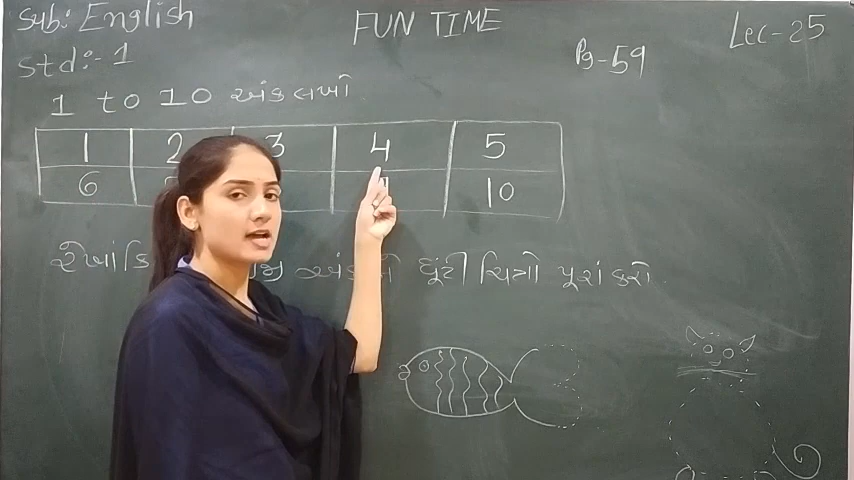 Sub: English
FUN TIME
Lec-25
Std:-1
Pg-59
1 to 10 અંક લખો
1 2 3 4 5
6 10
ઘૂંટી ચિત્રો પૂરાં કરો